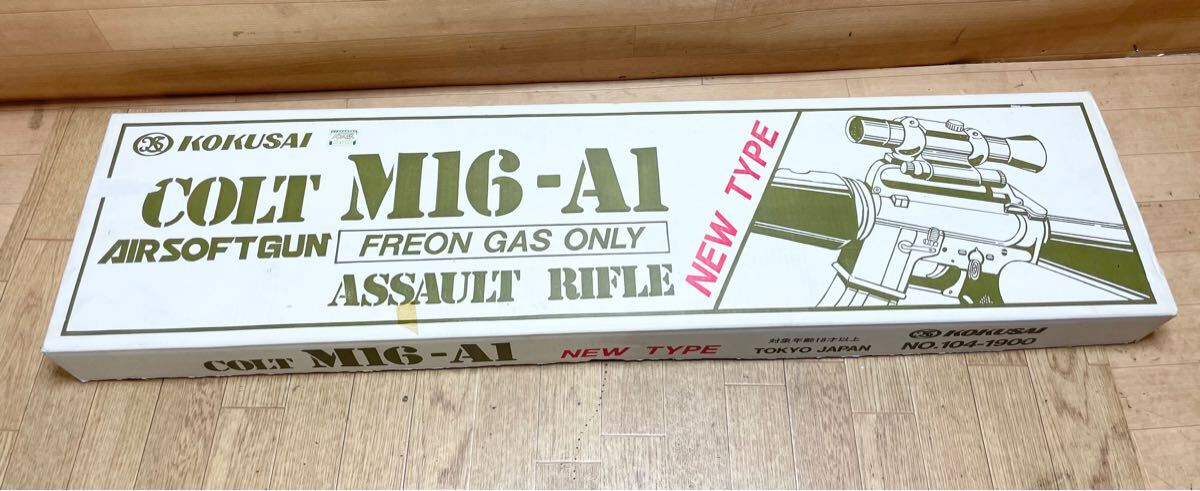 KOKUSAI
COLT M16-A1
AIRSOFTGUN FREON GAS ONLY
ASSAULT RIFLE
NEW TYPE
COLT M16-A1 NEW TYPE
対象年齢18才以上
TOKYO JAPAN
KOKUSAI
NO.104-1900